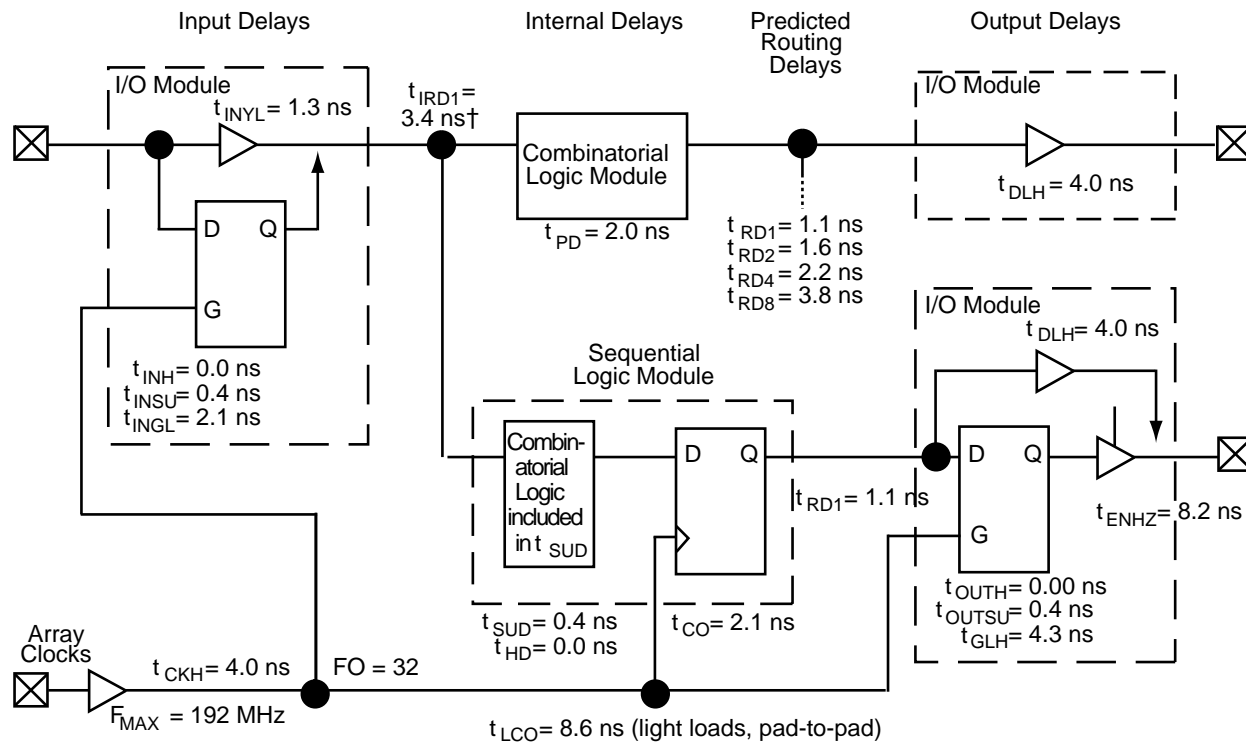 Input Delays
Internal Delays
Predicted
Routing
Delays
Output Delays
I/O Module
tINYL= 1.3 ns
tIRD1=
3.4 ns†
Combinatorial
Logic Module
tPD= 2.0 ns
tRD1= 1.1 ns
tRD2= 1.6 ns
tRD4= 2.2 ns
tRD8= 3.8 ns
I/O Module
tDLH= 4.0 ns
D
Q
G
tINH= 0.0 ns
tINSU= 0.4 ns
tINGL= 2.1 ns
Sequential
Logic Module
Combin-
atorial
Logic
included
in tSUD
D
Q
tSUD= 0.4 ns
tHD= 0.0 ns
tCO= 2.1 ns
tRD1= 1.1 ns
I/O Module
tDLH= 4.0 ns
D
Q
G
tENHZ= 8.2 ns
tOUTH= 0.00 ns
tOUTSU= 0.4 ns
tGLH= 4.3 ns
Array
Clocks
tCKH= 4.0 ns
FO = 32
FMAX = 192 MHz
tLCO= 8.6 ns (light loads, pad-to-pad)